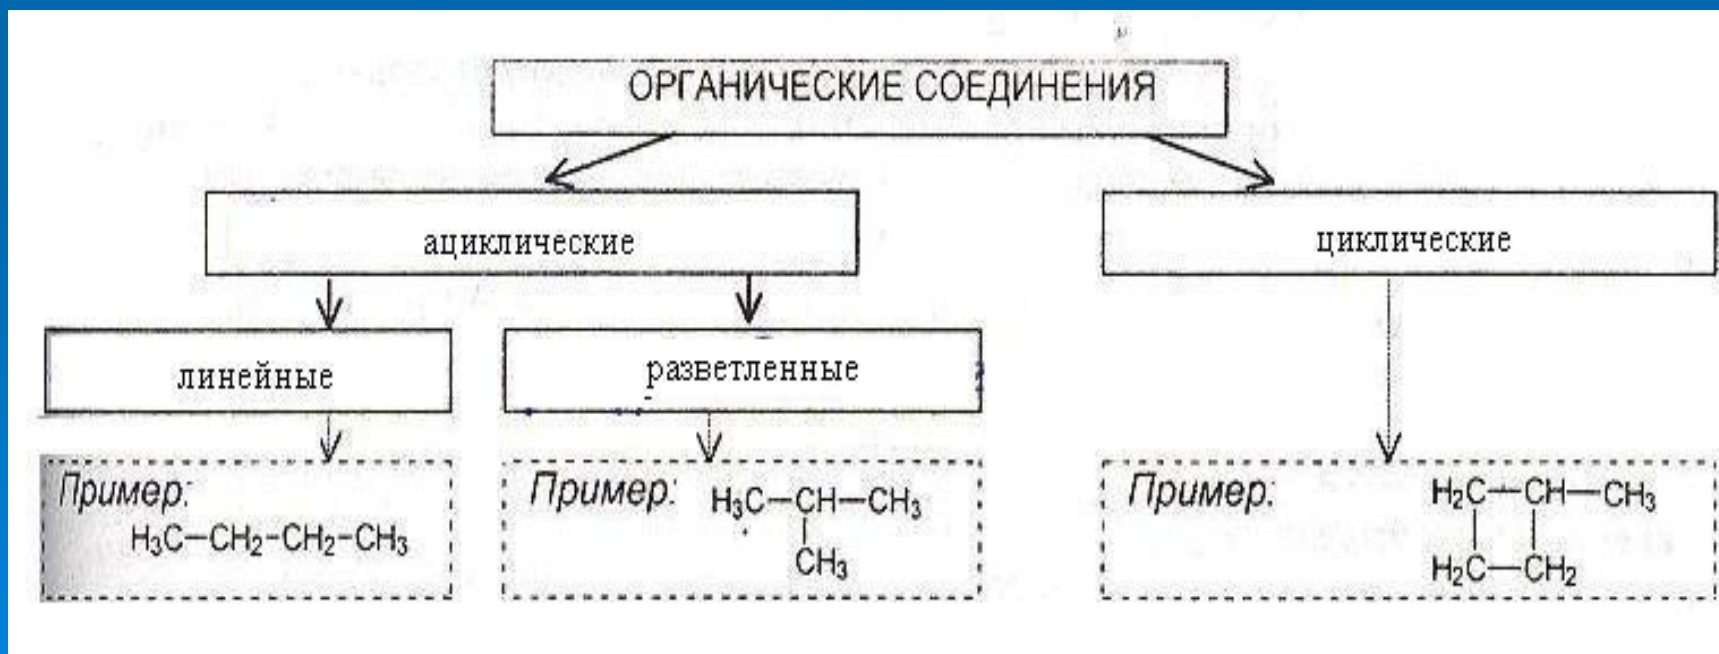 ОРГАНИЧЕСКИЕ СОЕДИНЕНИЯ
ациклические
циклические
линейные
разветленные
Пример:
H3C—CH2-CH2-CH3
Пример:
H3C—CH—CH3
CH3
Пример:
H2C—CH—CH3
H2C—CH2